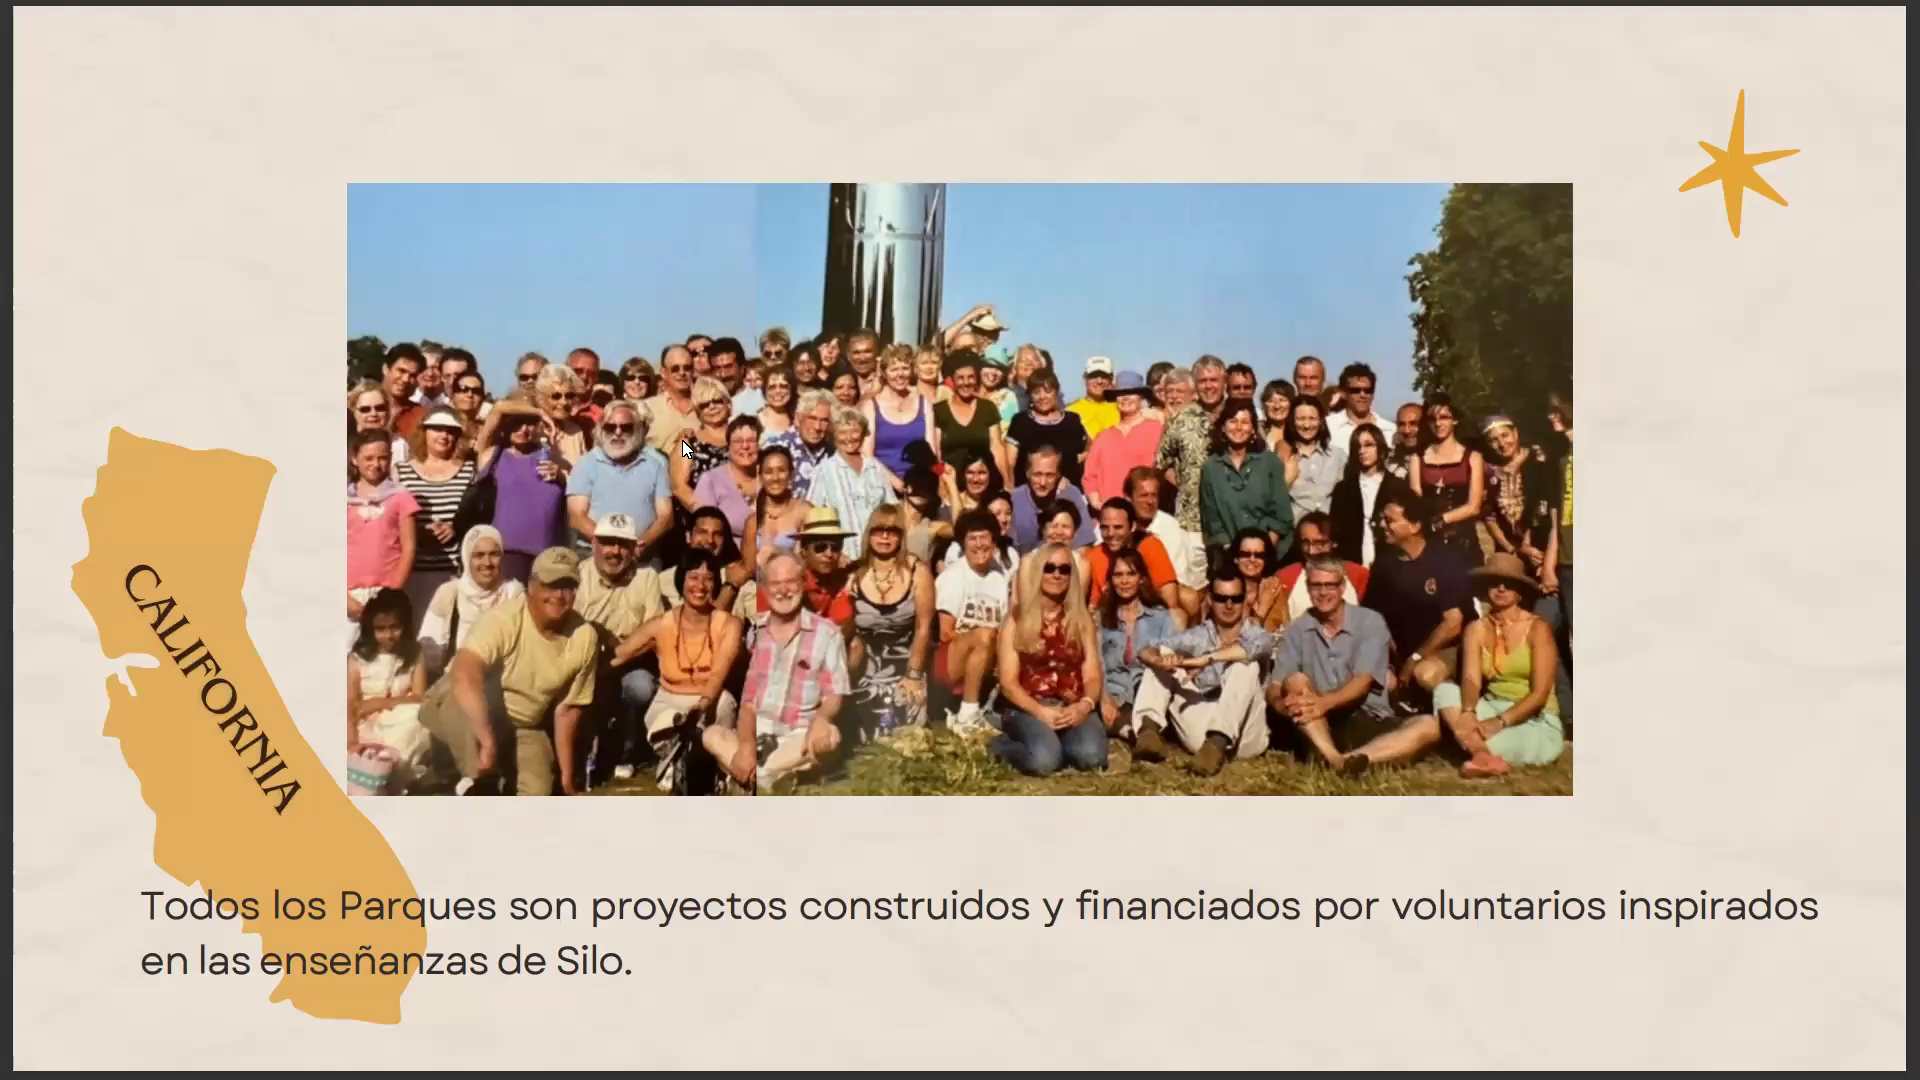 CALIFORNIA
Todos los Parques son proyectos construidos y financiados por voluntarios inspirados
en las enseñanzas de Silo.